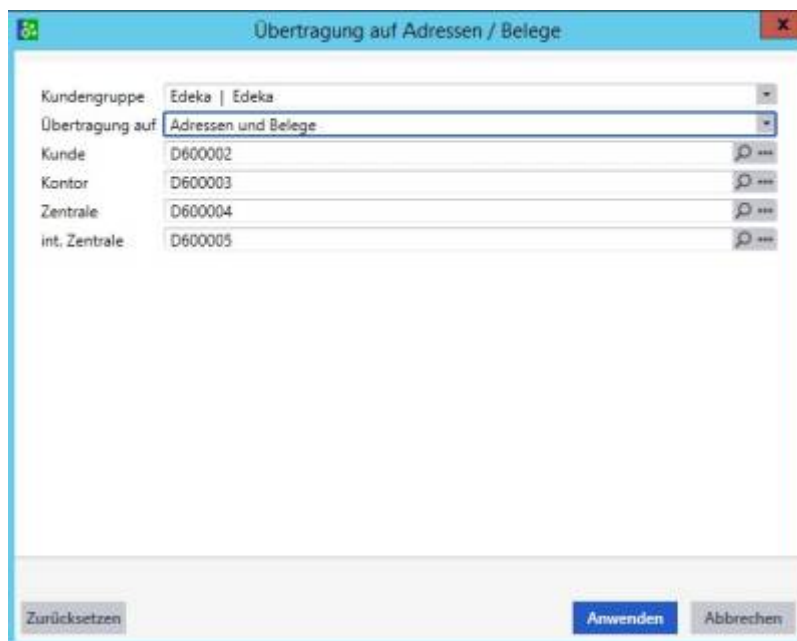 Übertragung auf Adressen / Belege
Kundengruppe Edeka | Edeka
Übertragung auf Adressen und Belege
Kunde D600002
Kontor D600003
Zentrale D600004
int. Zentrale D600005
Zurücksetzen Anwenden Abbrechen